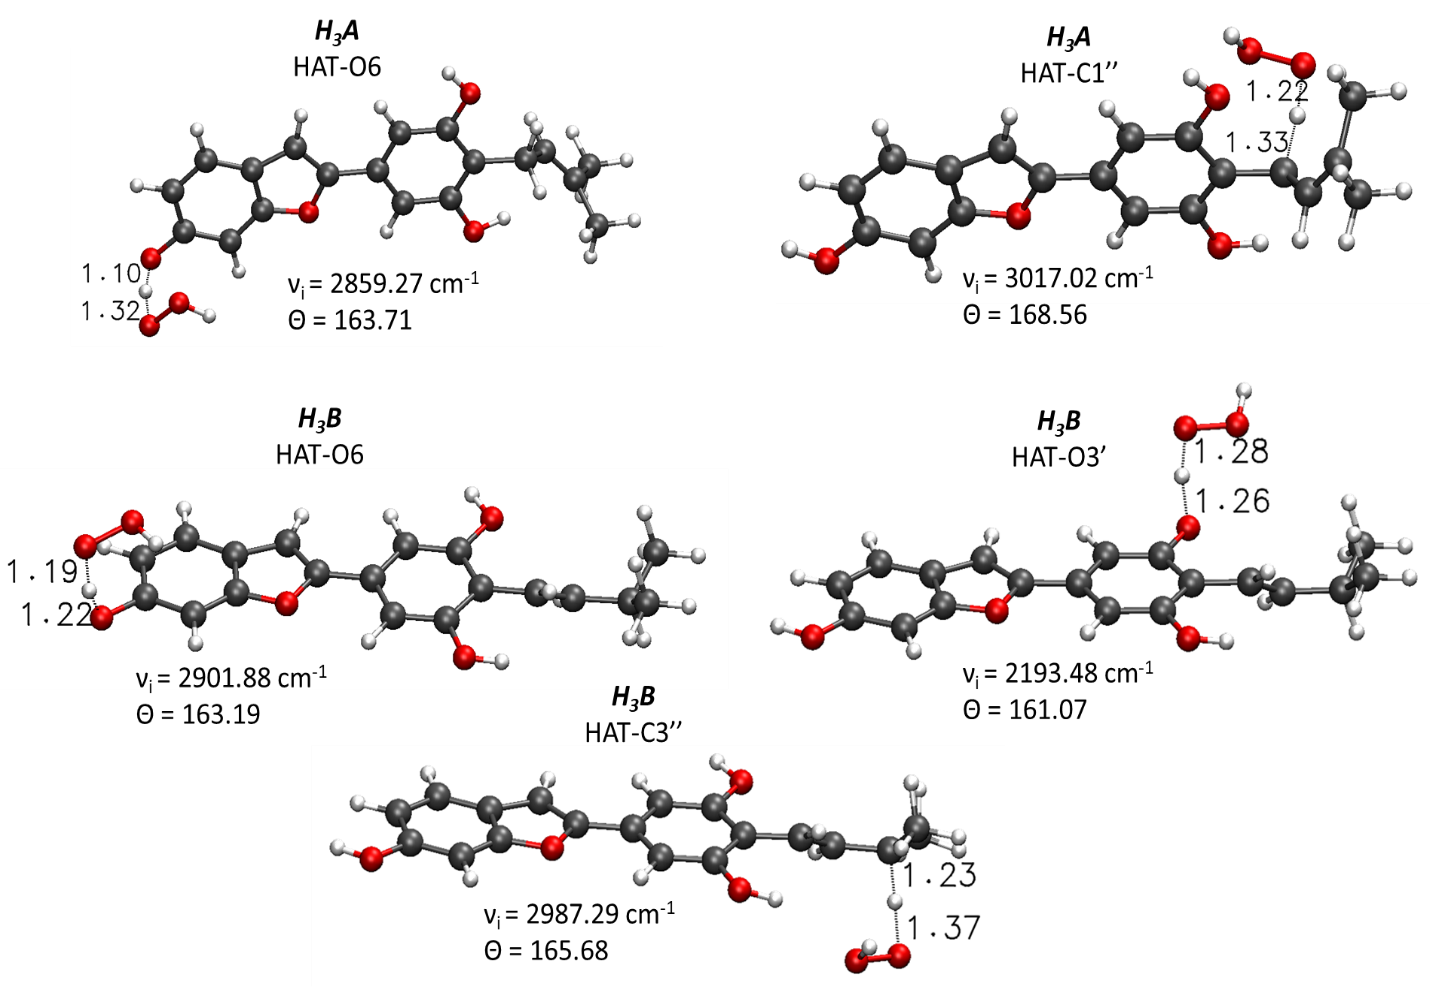 H₃A
HAT-O6
1.10
1.32
νᵢ = 2859.27 cm⁻¹
Θ = 163.71
H₃A
HAT-C1’’
1.22
1.33
νᵢ = 3017.02 cm⁻¹
Θ = 168.56
H₃B
HAT-O6
1.19
1.22
νᵢ = 2901.88 cm⁻¹
Θ = 163.19
H₃B
HAT-O3’
1.28
1.26
νᵢ = 2193.48 cm⁻¹
Θ = 161.07
H₃B
HAT-C3’’
1.23
1.37
νᵢ = 2987.29 cm⁻¹
Θ = 165.68